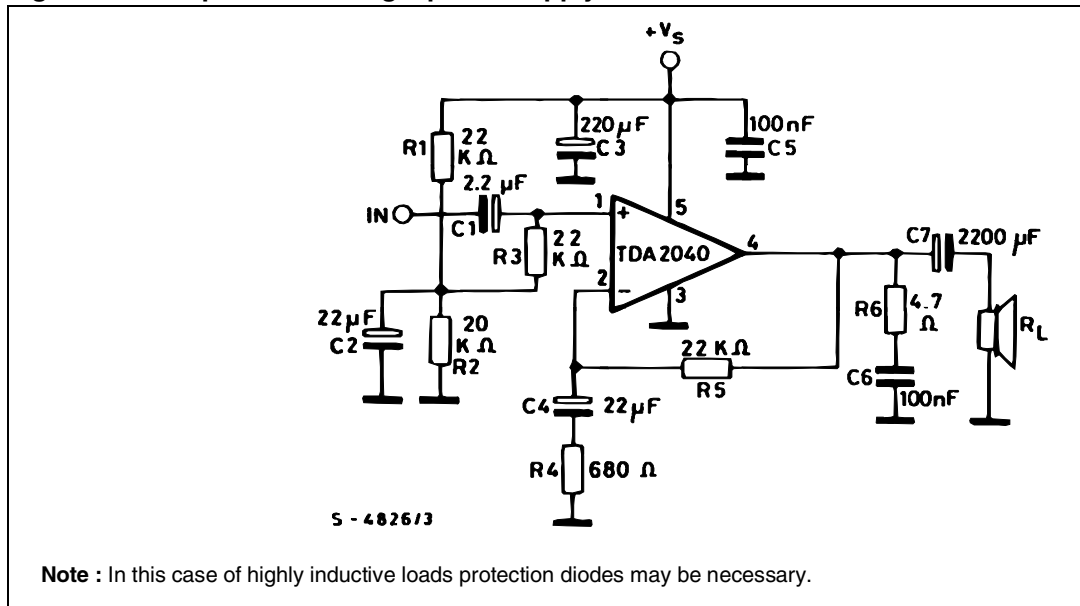 +VS
220µF
C3
100nF
C5
R1
22
KΩ
2.2 µF
IN
C1
R3
22
KΩ
1
+
5
TDA2040
4
2
−
3
C7
2200 µF
22µF
C2
20
KΩ
R2
22 KΩ
R5
R6
4.7
Ω
RL
C6
100nF
C4
22µF
R4
680 Ω
S - 4826/3
Note : In this case of highly inductive loads protection diodes may be necessary.